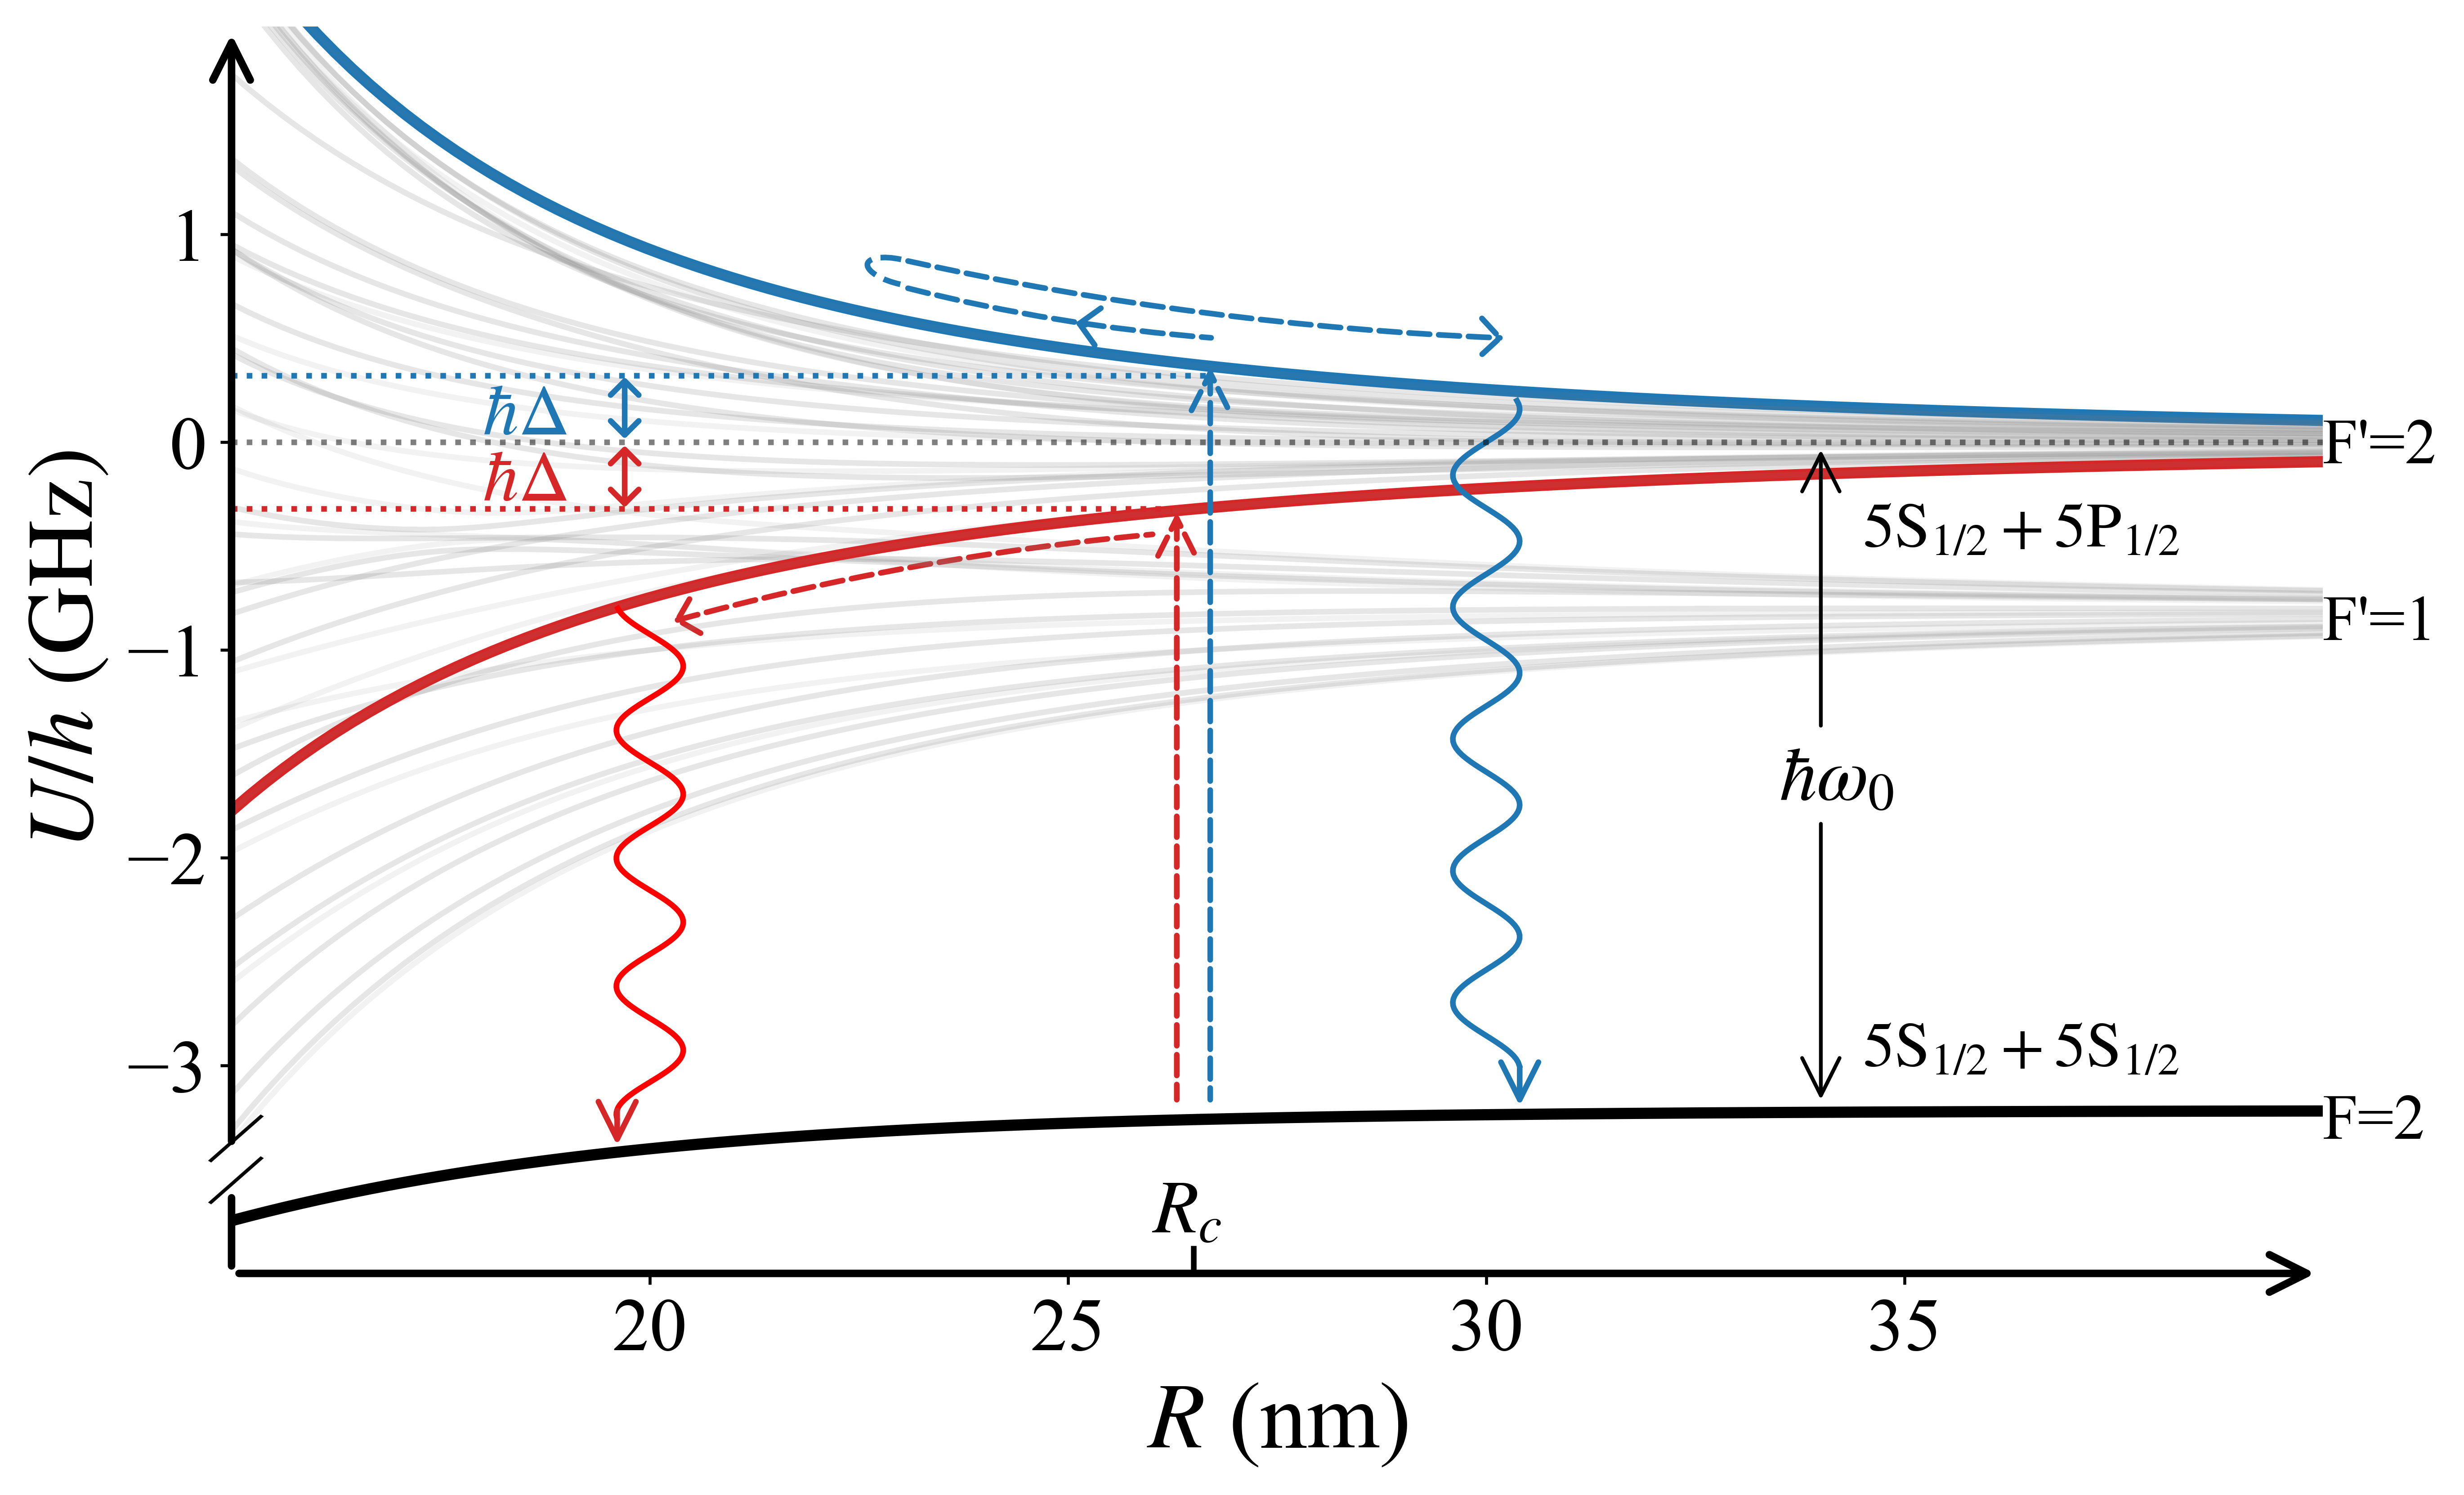 U/h (GHz)
1
0
−1
−2
−3
ħΔ
ħΔ
F'=2
5S1/2 + 5P1/2
F'=1
ħω0
5S1/2 + 5S1/2
F=2
Rc
20 25 30 35
R (nm)